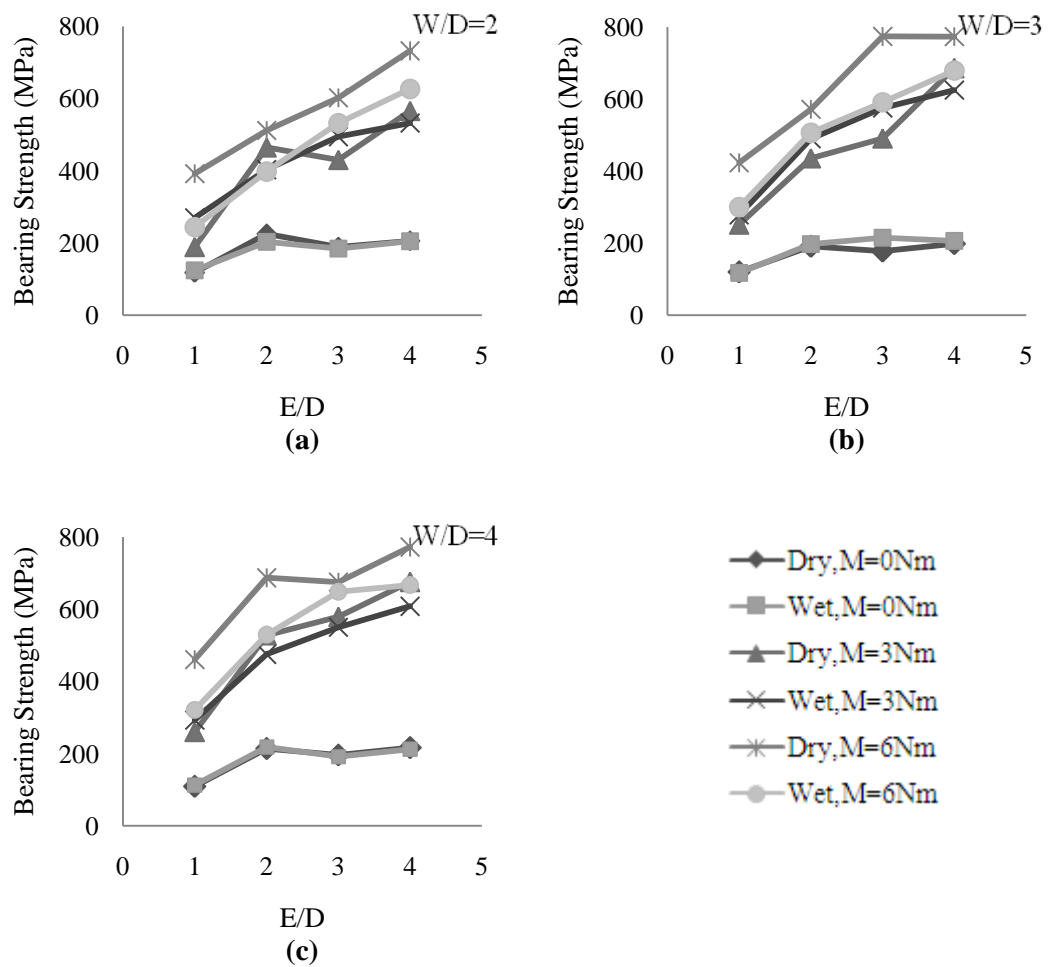 W/D=2
Bearing Strength (MPa)
800
600
400
200
0
0 1 2 3 4 5
E/D
(a)
W/D=3
Bearing Strength (MPa)
800
600
400
200
0
0 1 2 3 4 5
E/D
(b)
W/D=4
Bearing Strength (MPa)
800
600
400
200
0
0 1 2 3 4 5
E/D
(c)
Dry,M=0Nm
Wet,M=0Nm
Dry,M=3Nm
Wet,M=3Nm
Dry,M=6Nm
Wet,M=6Nm